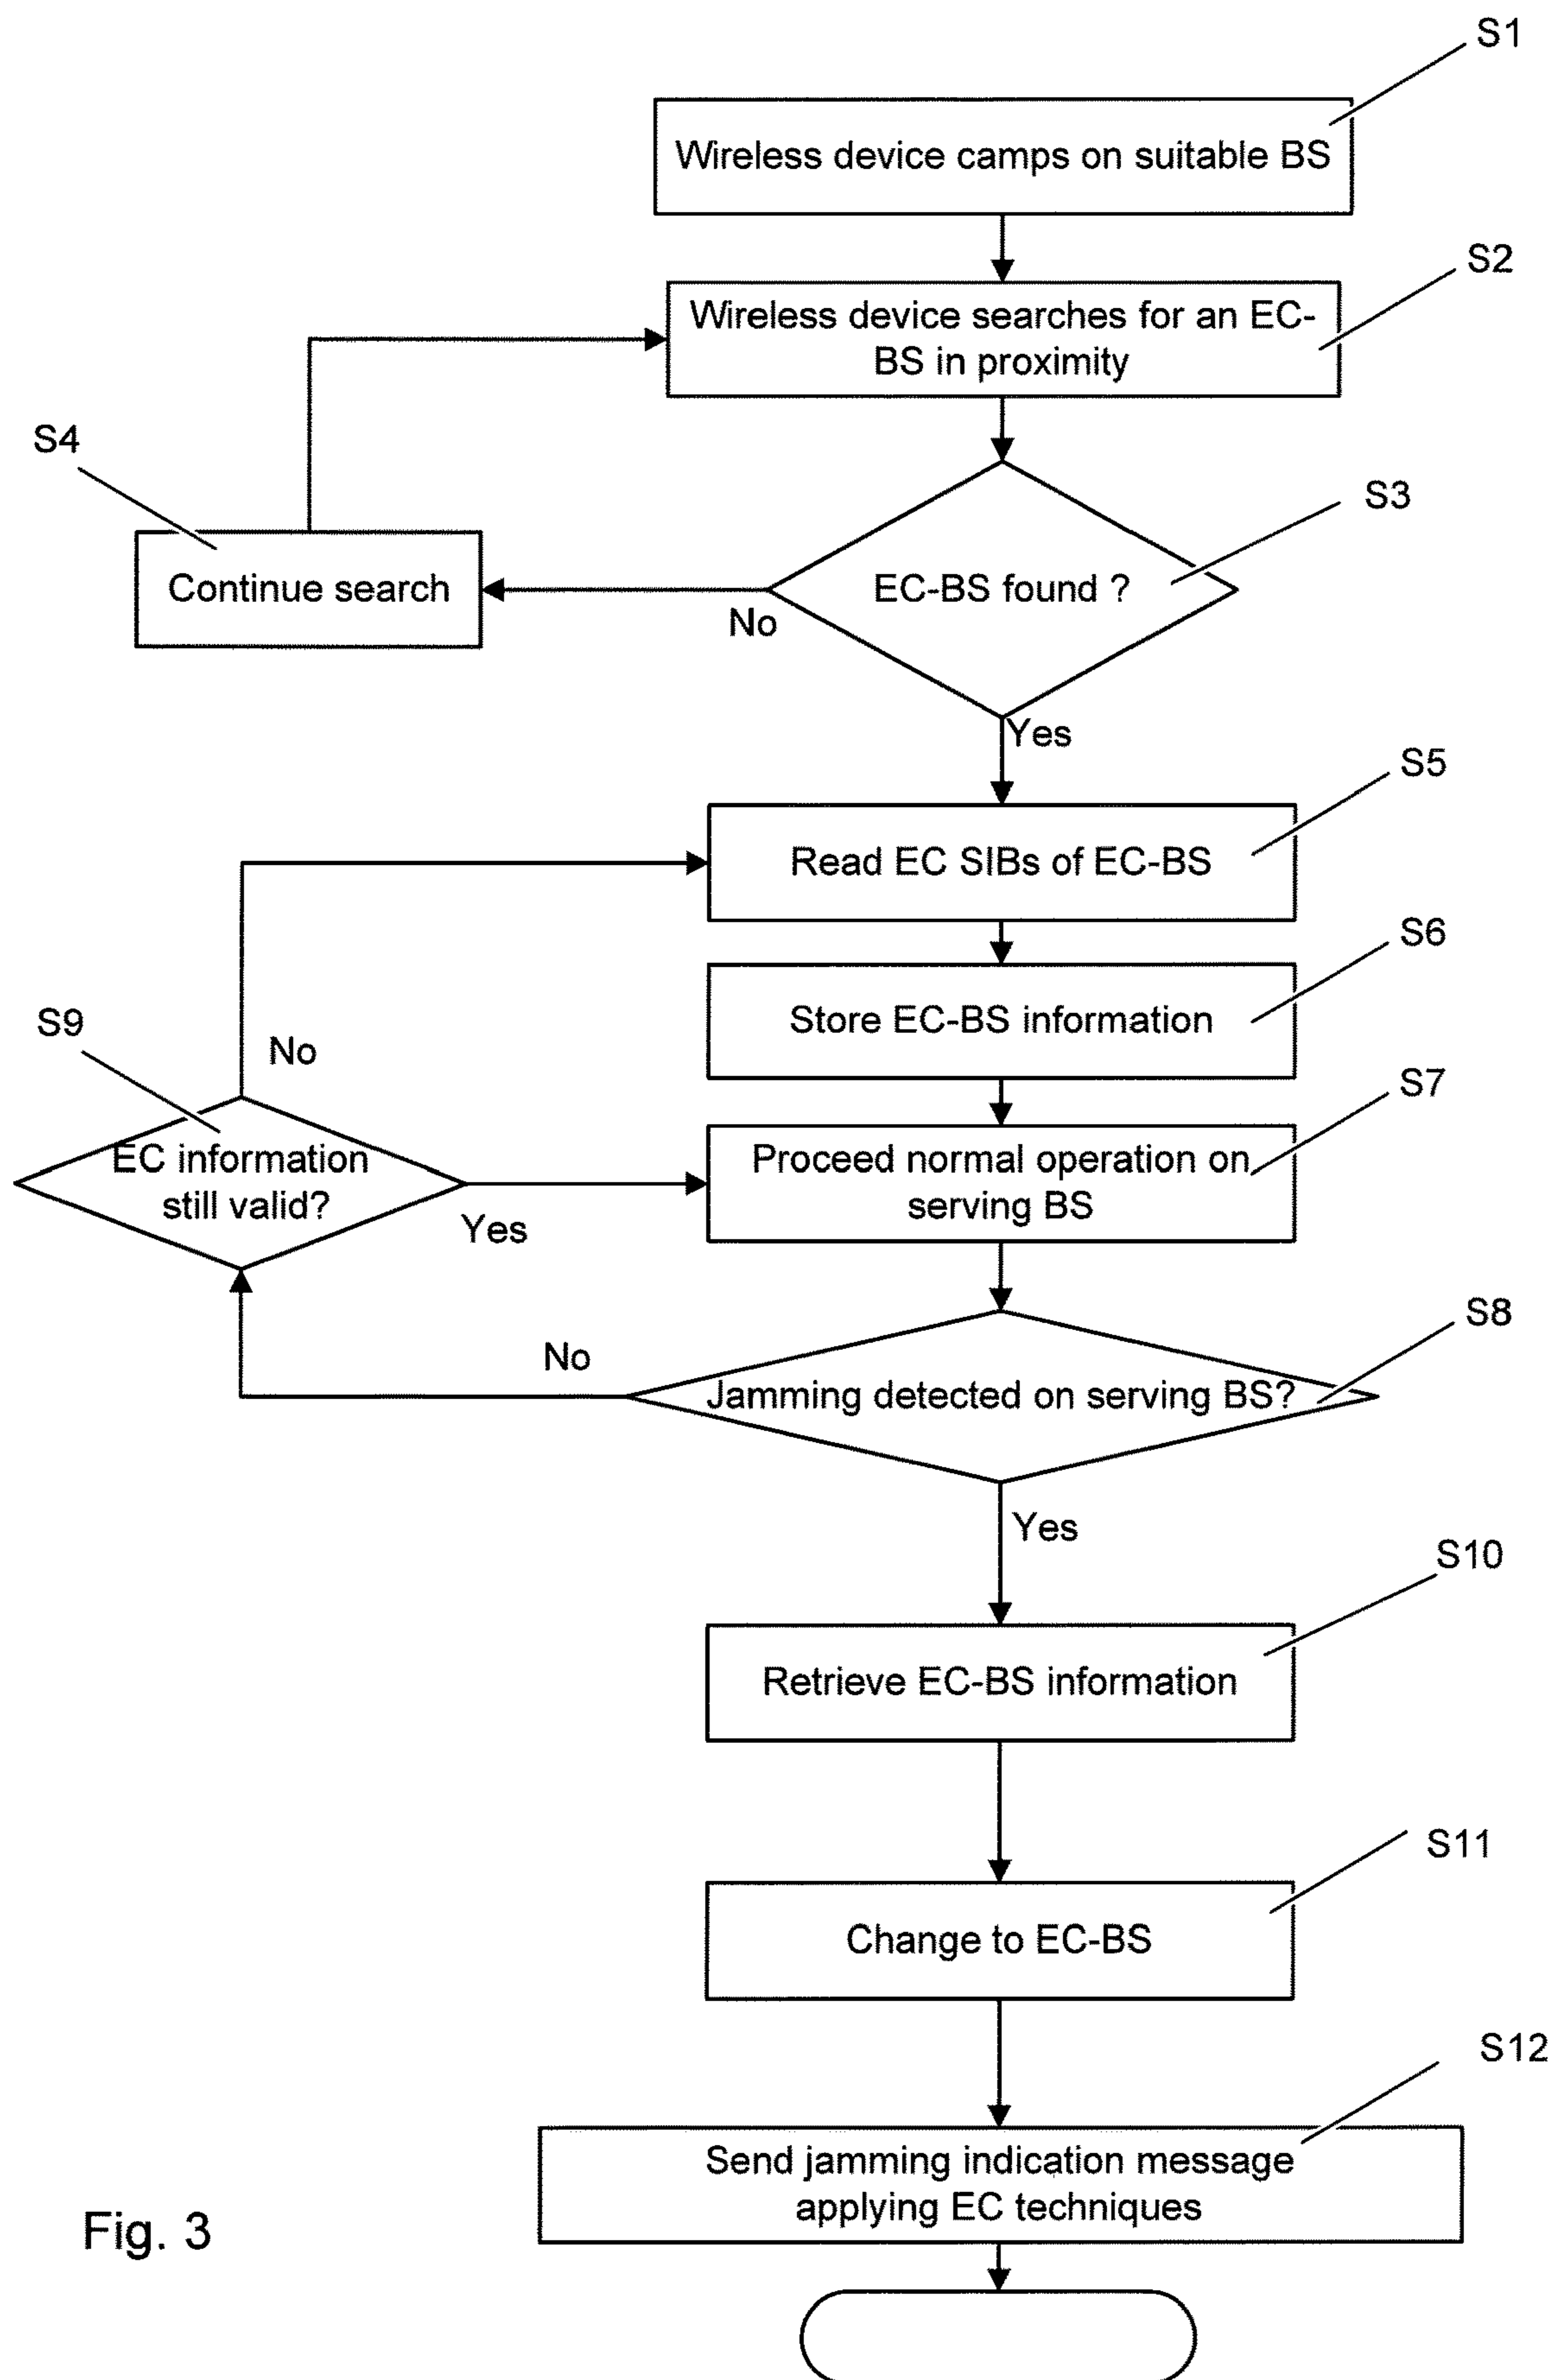 S1
Wireless device camps on suitable BS
S2
Wireless device searches for an EC-
BS in proximity
S4
S3
Continue search
EC-BS found ?
No
Yes
S5
Read EC SIBs of EC-BS
S6
Store EC-BS information
S9
No
S7
EC information
still valid?
Yes
Proceed normal operation on
serving BS
S8
No
Jamming detected on serving BS?
Yes
S10
Retrieve EC-BS information
S11
Change to EC-BS
S12
Send jamming indication message
applying EC techniques
Fig. 3